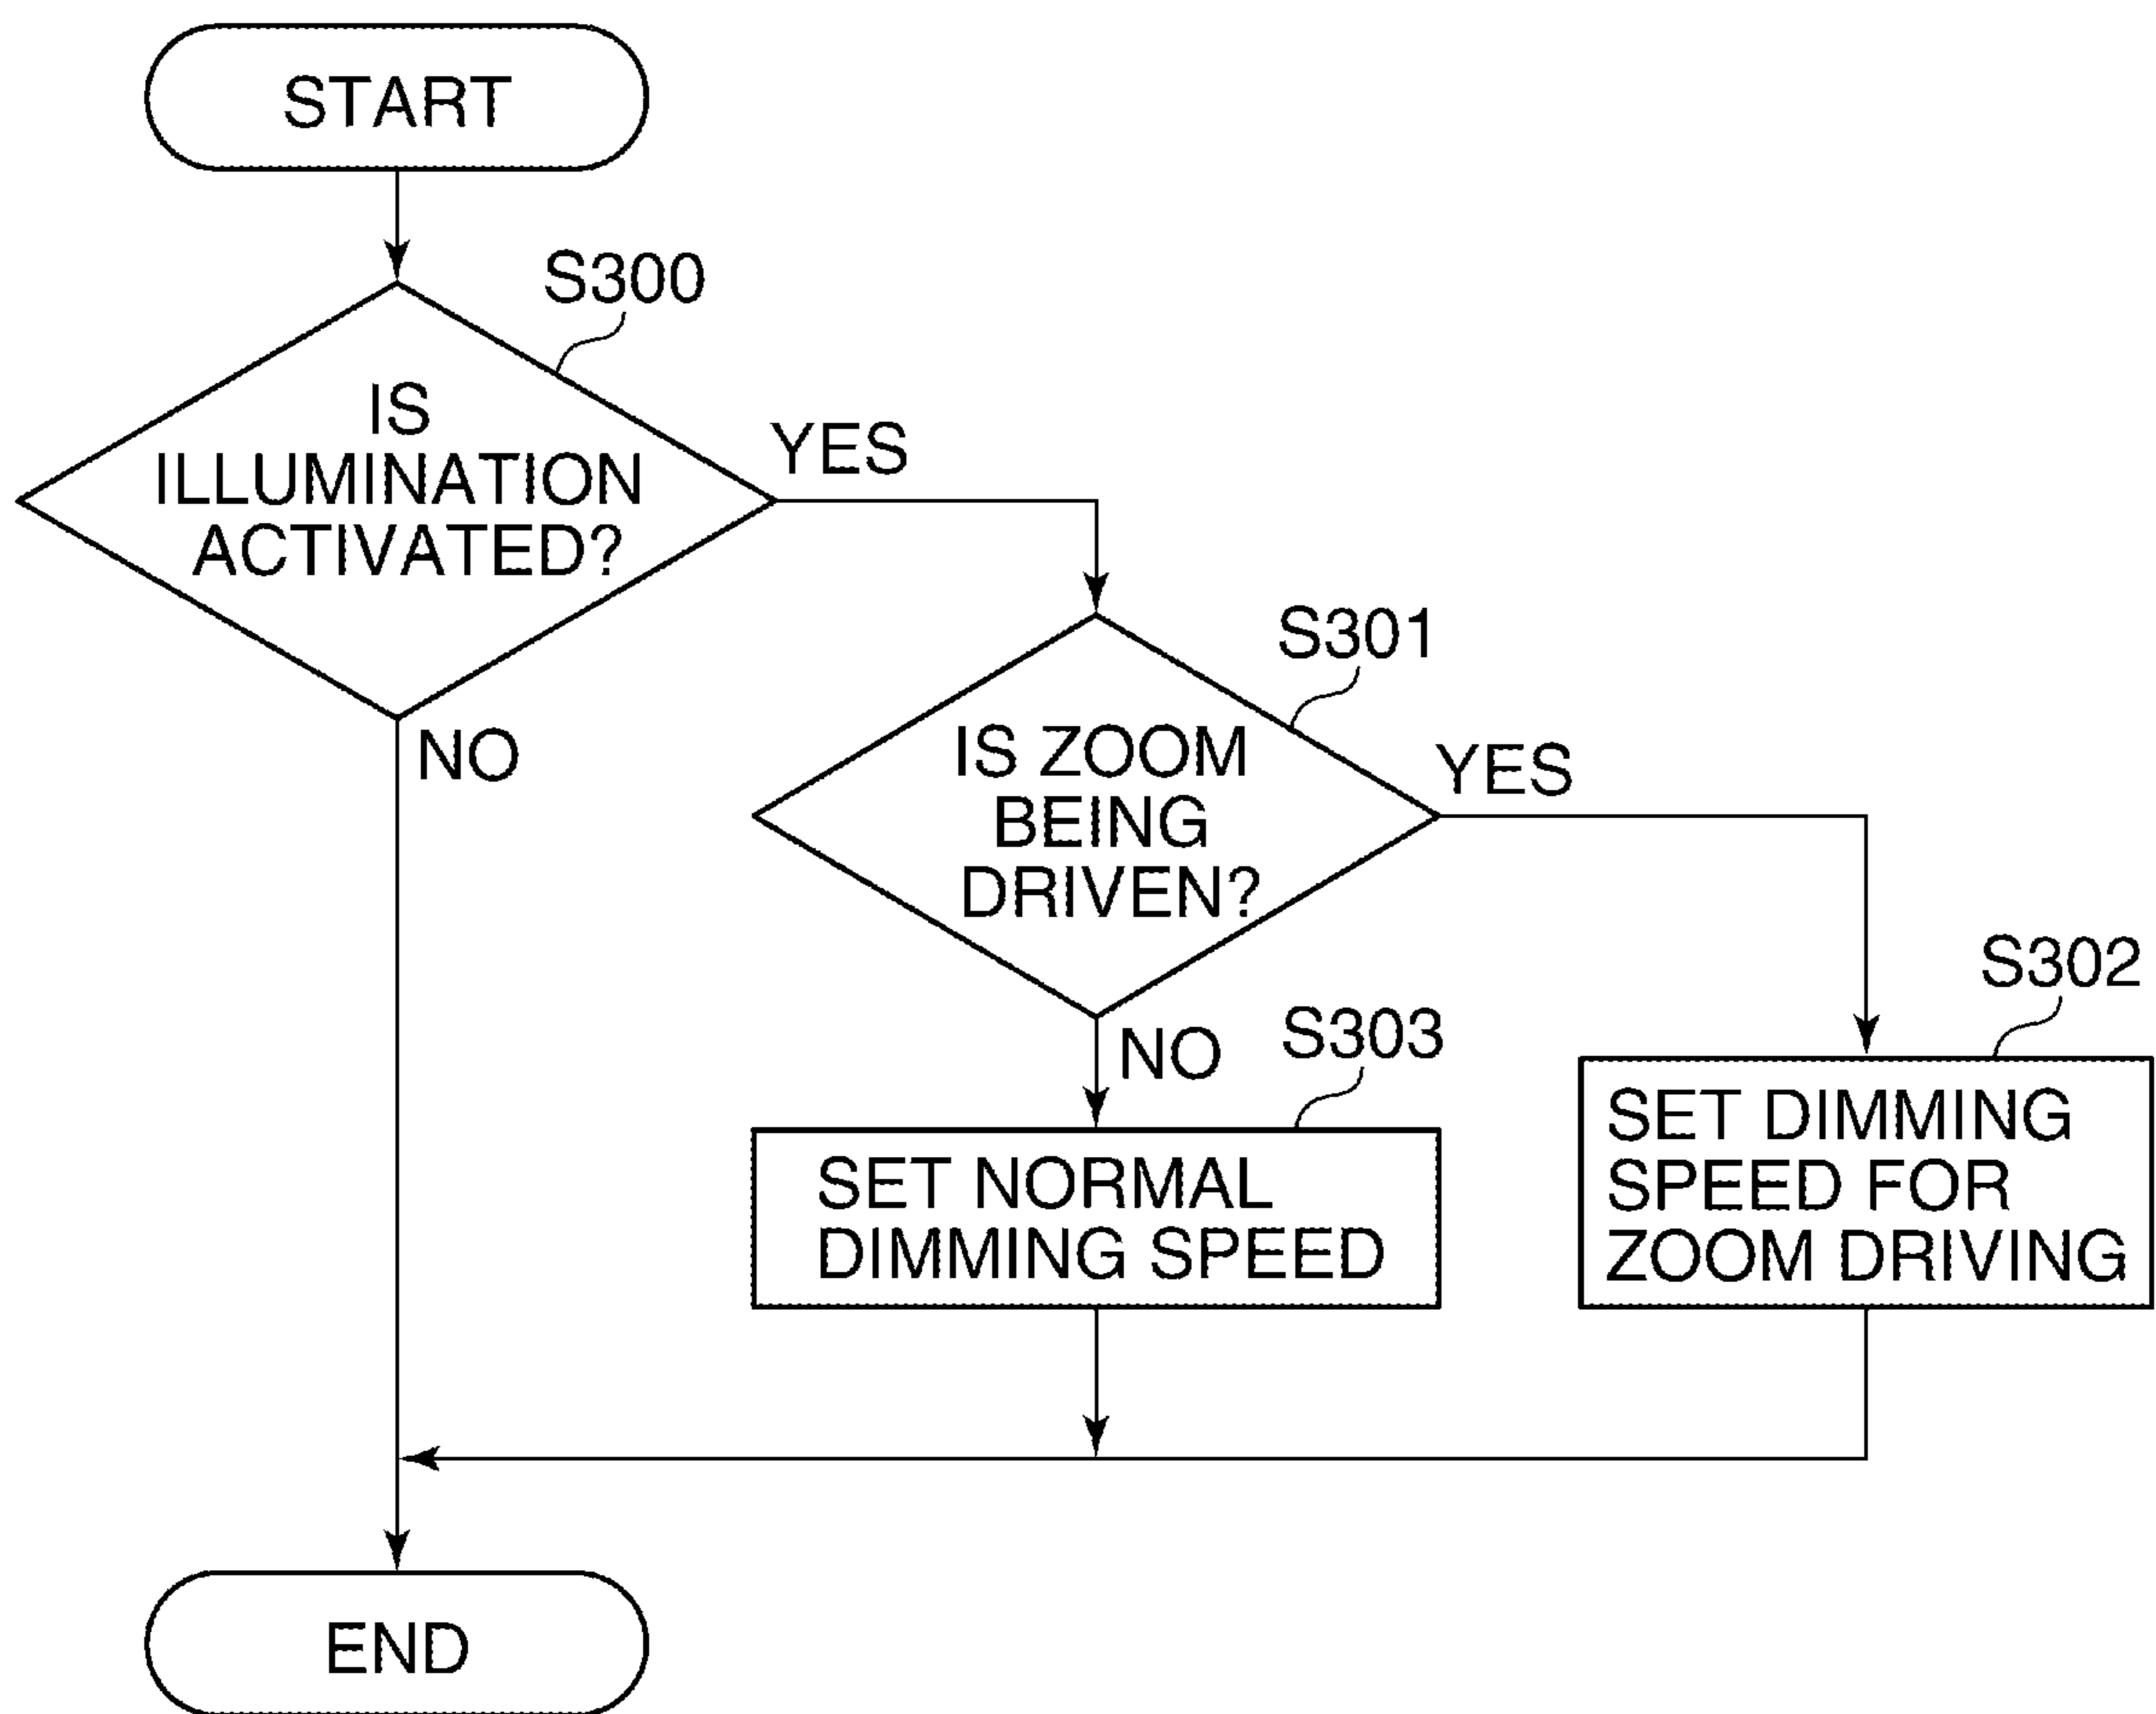 START
S300
IS
ILLUMINATION
ACTIVATED?
YES
NO
S301
IS ZOOM
BEING
DRIVEN?
YES
NO
S302
SET DIMMING
SPEED FOR
ZOOM DRIVING
S303
SET NORMAL
DIMMING SPEED
END